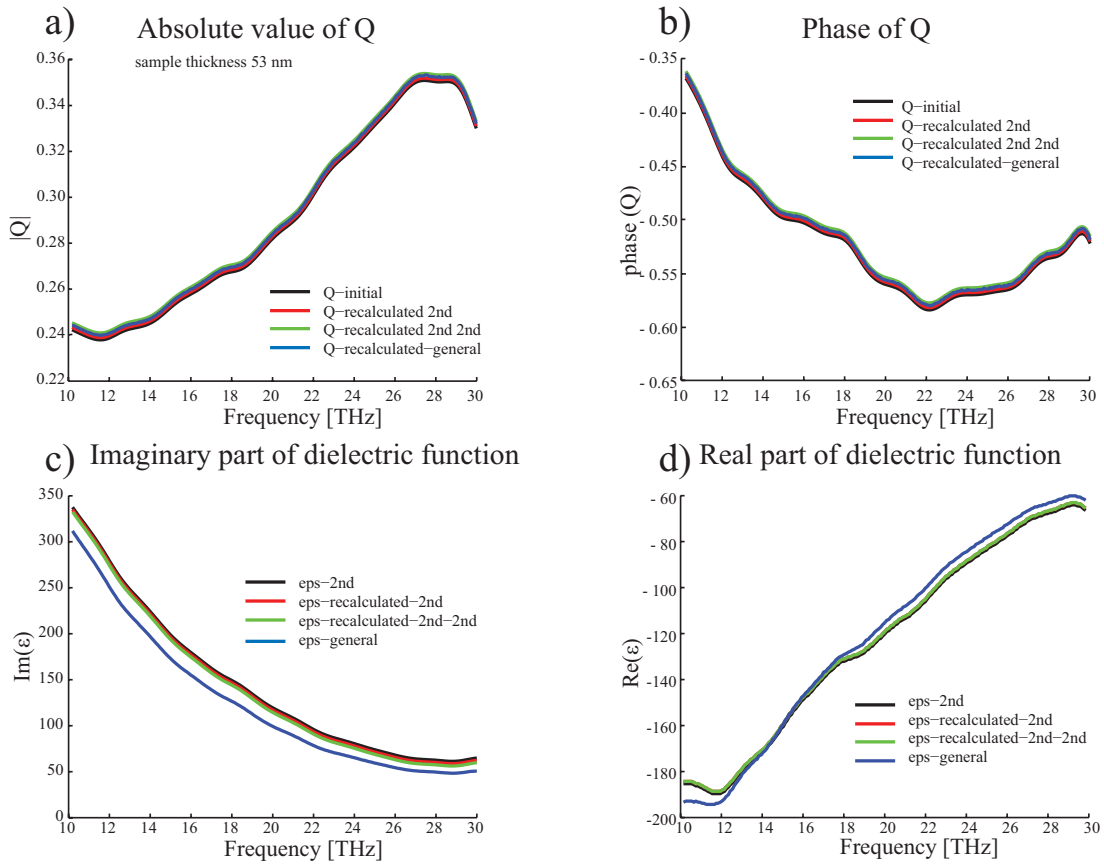 a) Absolute value of Q
sample thickness 53 nm
|Q|
0.36
0.34
0.32
0.30
0.28
0.26
0.24
0.22
Q-initial
Q-recalculated 2nd
Q-recalculated 2nd 2nd
Q-recalculated-general
10 12 14 16 18 20 22 24 26 28 30
Frequency [THz]
b) Phase of Q
phase (Q)
- 0.35
- 0.40
- 0.45
- 0.50
- 0.55
- 0.60
- 0.65
Q-initial
Q-recalculated 2nd
Q-recalculated 2nd 2nd
Q-recalculated-general
10 12 14 16 18 20 22 24 26 28 30
Frequency [THz]
c) Imaginary part of dielectric function
Im(ε)
350
300
250
200
150
100
50
0
eps-2nd
eps-recalculated-2nd
eps-recalculated-2nd-2nd
eps-general
10 12 14 16 18 20 22 24 26 28 30
Frequency [THz]
d) Real part of dielectric function
Re(ε)
- 60
- 80
- 100
-120
-140
-160
-180
-200
eps-2nd
eps-recalculated-2nd
eps-recalculated-2nd-2nd
eps-general
10 12 14 16 18 20 22 24 26 28 30
Frequency [THz]